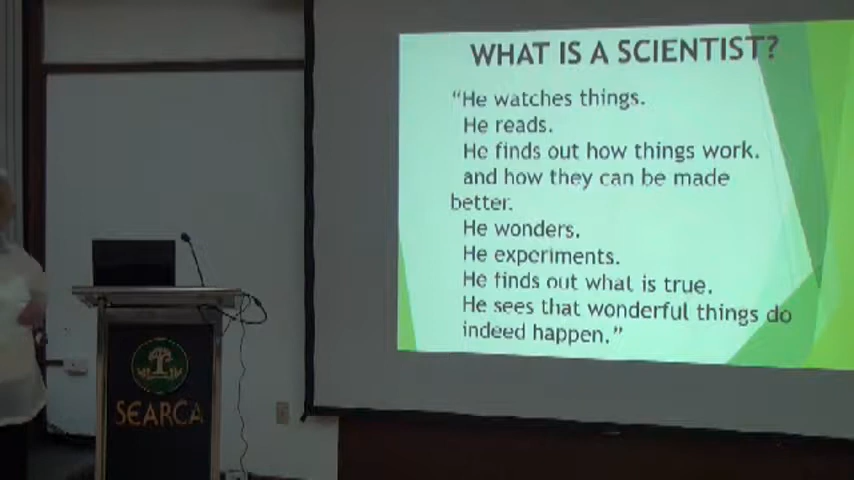 WHAT IS A SCIENTIST?
“He watches things.
He reads.
He finds out how things work.
and how they can be made
better.
He wonders.
He experiments.
He finds out what is true.
He sees that wonderful things do
indeed happen.”
SEARCA